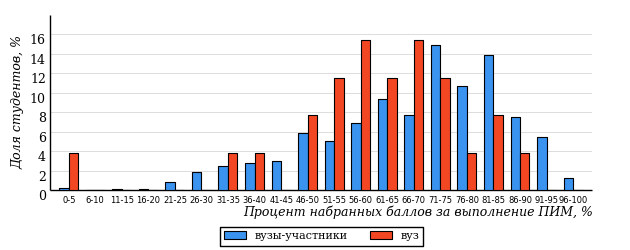 Доля студентов, %
16
14
12
10
8
6
4
2
0
0-5 6-10 11-15 16-20 21-25 26-30 31-35 36-40 41-45 46-50 51-55 56-60 61-65 66-70 71-75 76-80 81-85 86-90 91-95 96-100
Процент набранных баллов за выполнение ПИМ, %
вузы-участники вуз